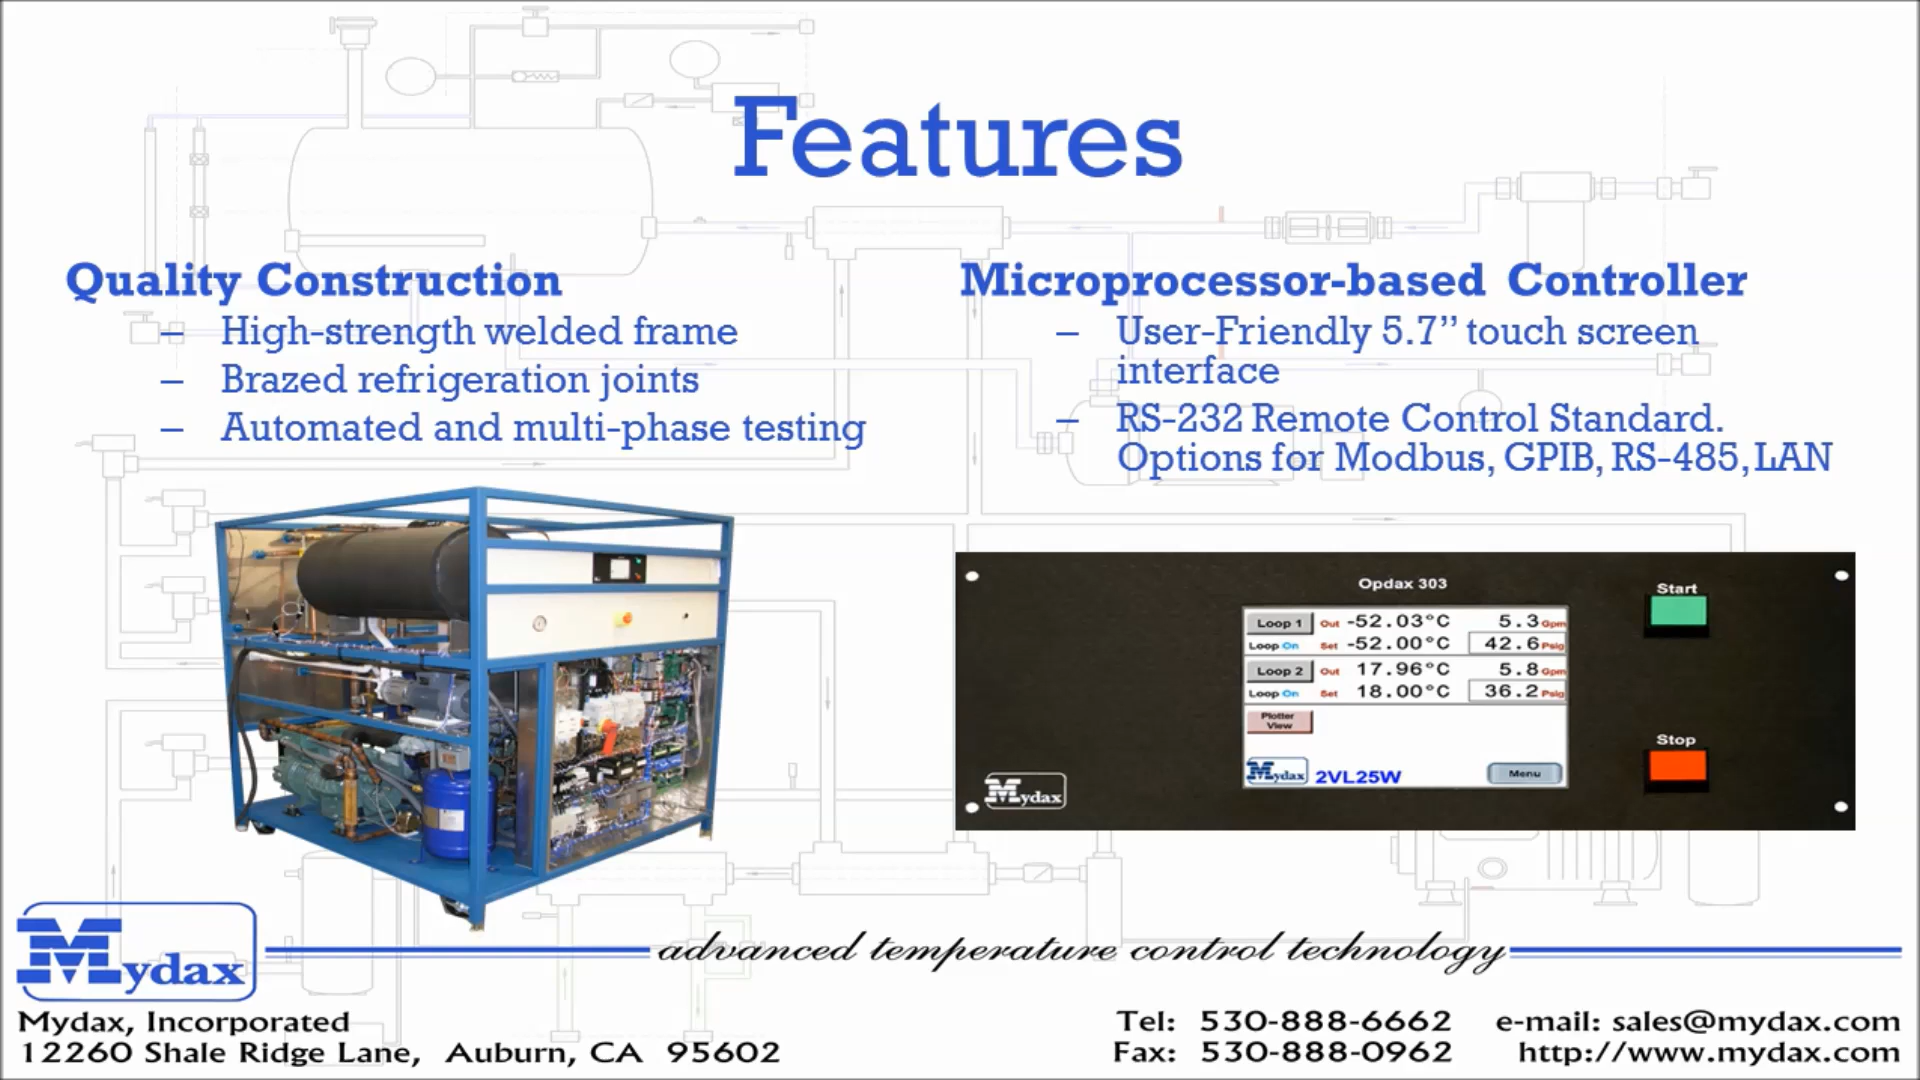 Features
Quality Construction
– High-strength welded frame
– Brazed refrigeration joints
– Automated and multi-phase testing
Microprocessor-based Controller
– User-Friendly 5.7” touch screen
interface
– RS-232 Remote Control Standard.
Options for Modbus, GPIB, RS-485, LAN
Opdax 303
Loop 1 Out -52.03°C 5.3 Gpm
Loop On Set -52.00°C 42.6 Psig
Loop 2 Out 17.96°C 5.8 Gpm
Loop On Set 18.00°C 36.2 Psig
Plotter
View
Mydax 2VL25W Menu
Start
Stop
Mydax
Mydax
advanced temperature control technology
Mydax, Incorporated
12260 Shale Ridge Lane, Auburn, CA 95602
Tel: 530-888-6662
Fax: 530-888-0962
e-mail: sales@mydax.com
http://www.mydax.com